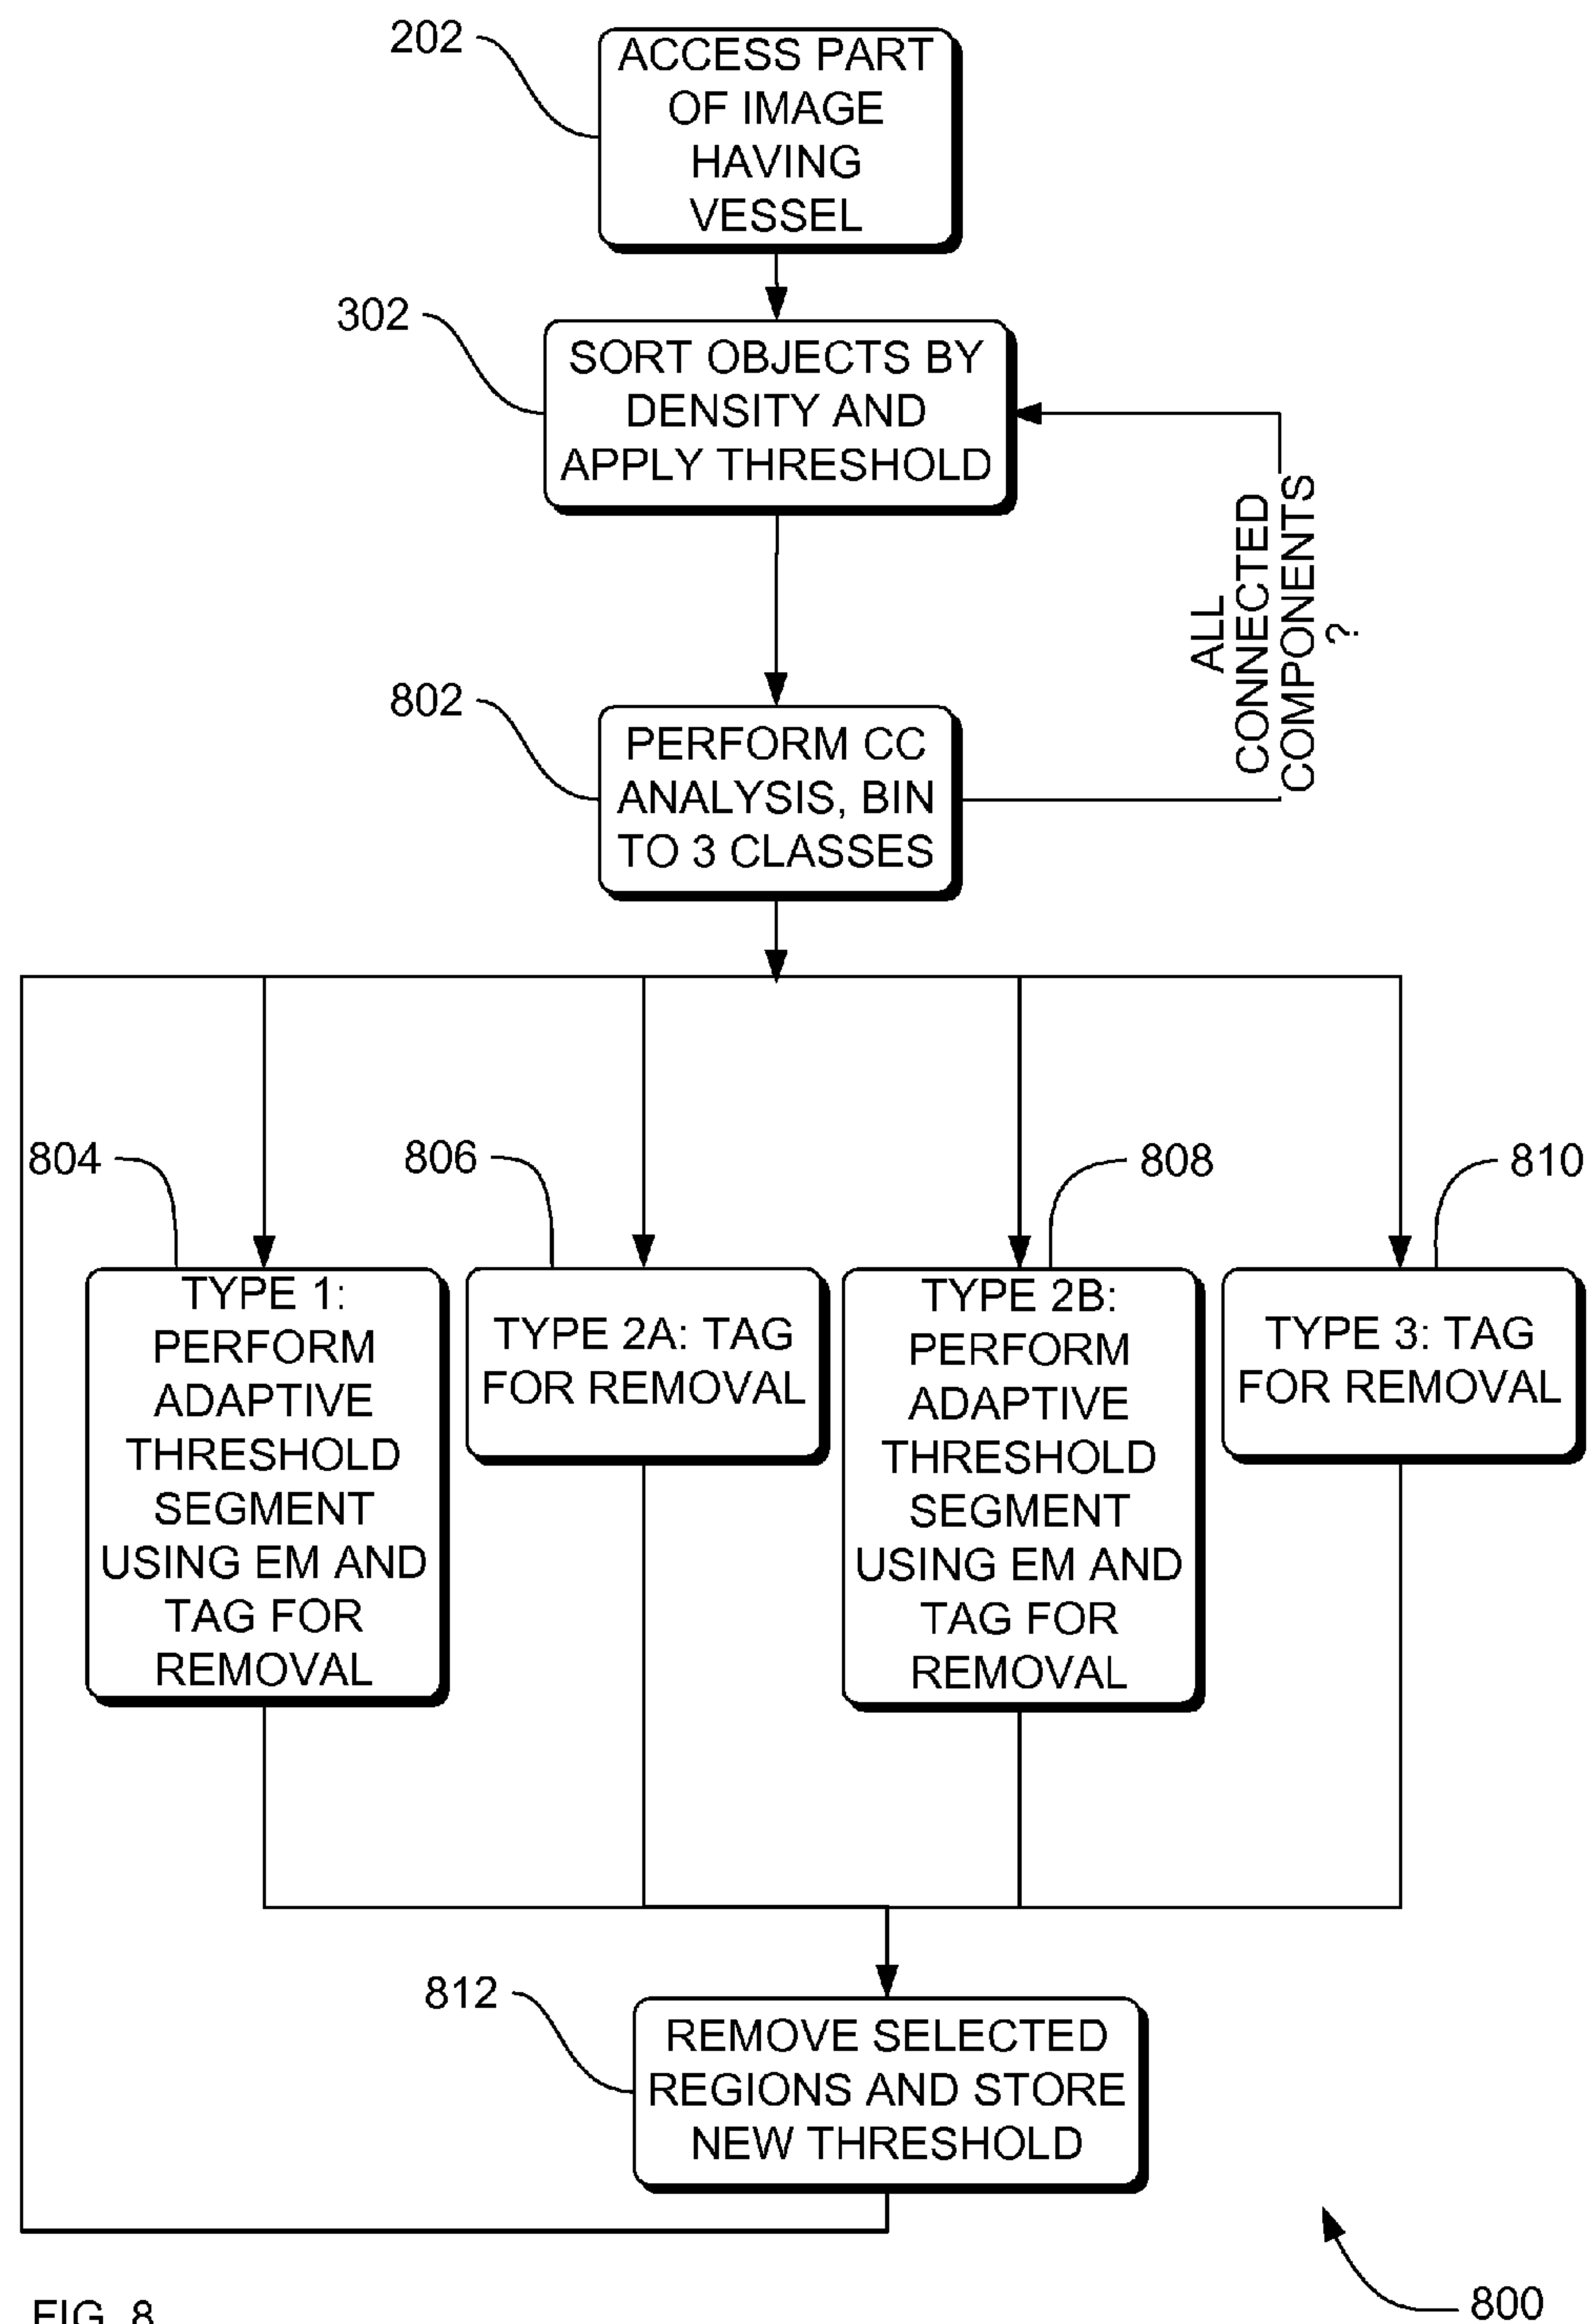 202
ACCESS PART
OF IMAGE
HAVING
VESSEL
302
SORT OBJECTS BY
DENSITY AND
APPLY THRESHOLD
ALL
CONNECTED
COMPONENTS
?
802
PERFORM CC
ANALYSIS, BIN
TO 3 CLASSES
804
806
808
810
TYPE 1:
PERFORM
ADAPTIVE
THRESHOLD
SEGMENT
USING EM AND
TAG FOR
REMOVAL
TYPE 2A: TAG
FOR REMOVAL
TYPE 2B:
PERFORM
ADAPTIVE
THRESHOLD
SEGMENT
USING EM AND
TAG FOR
REMOVAL
TYPE 3: TAG
FOR REMOVAL
812
REMOVE SELECTED
REGIONS AND STORE
NEW THRESHOLD
800
FIG. 8